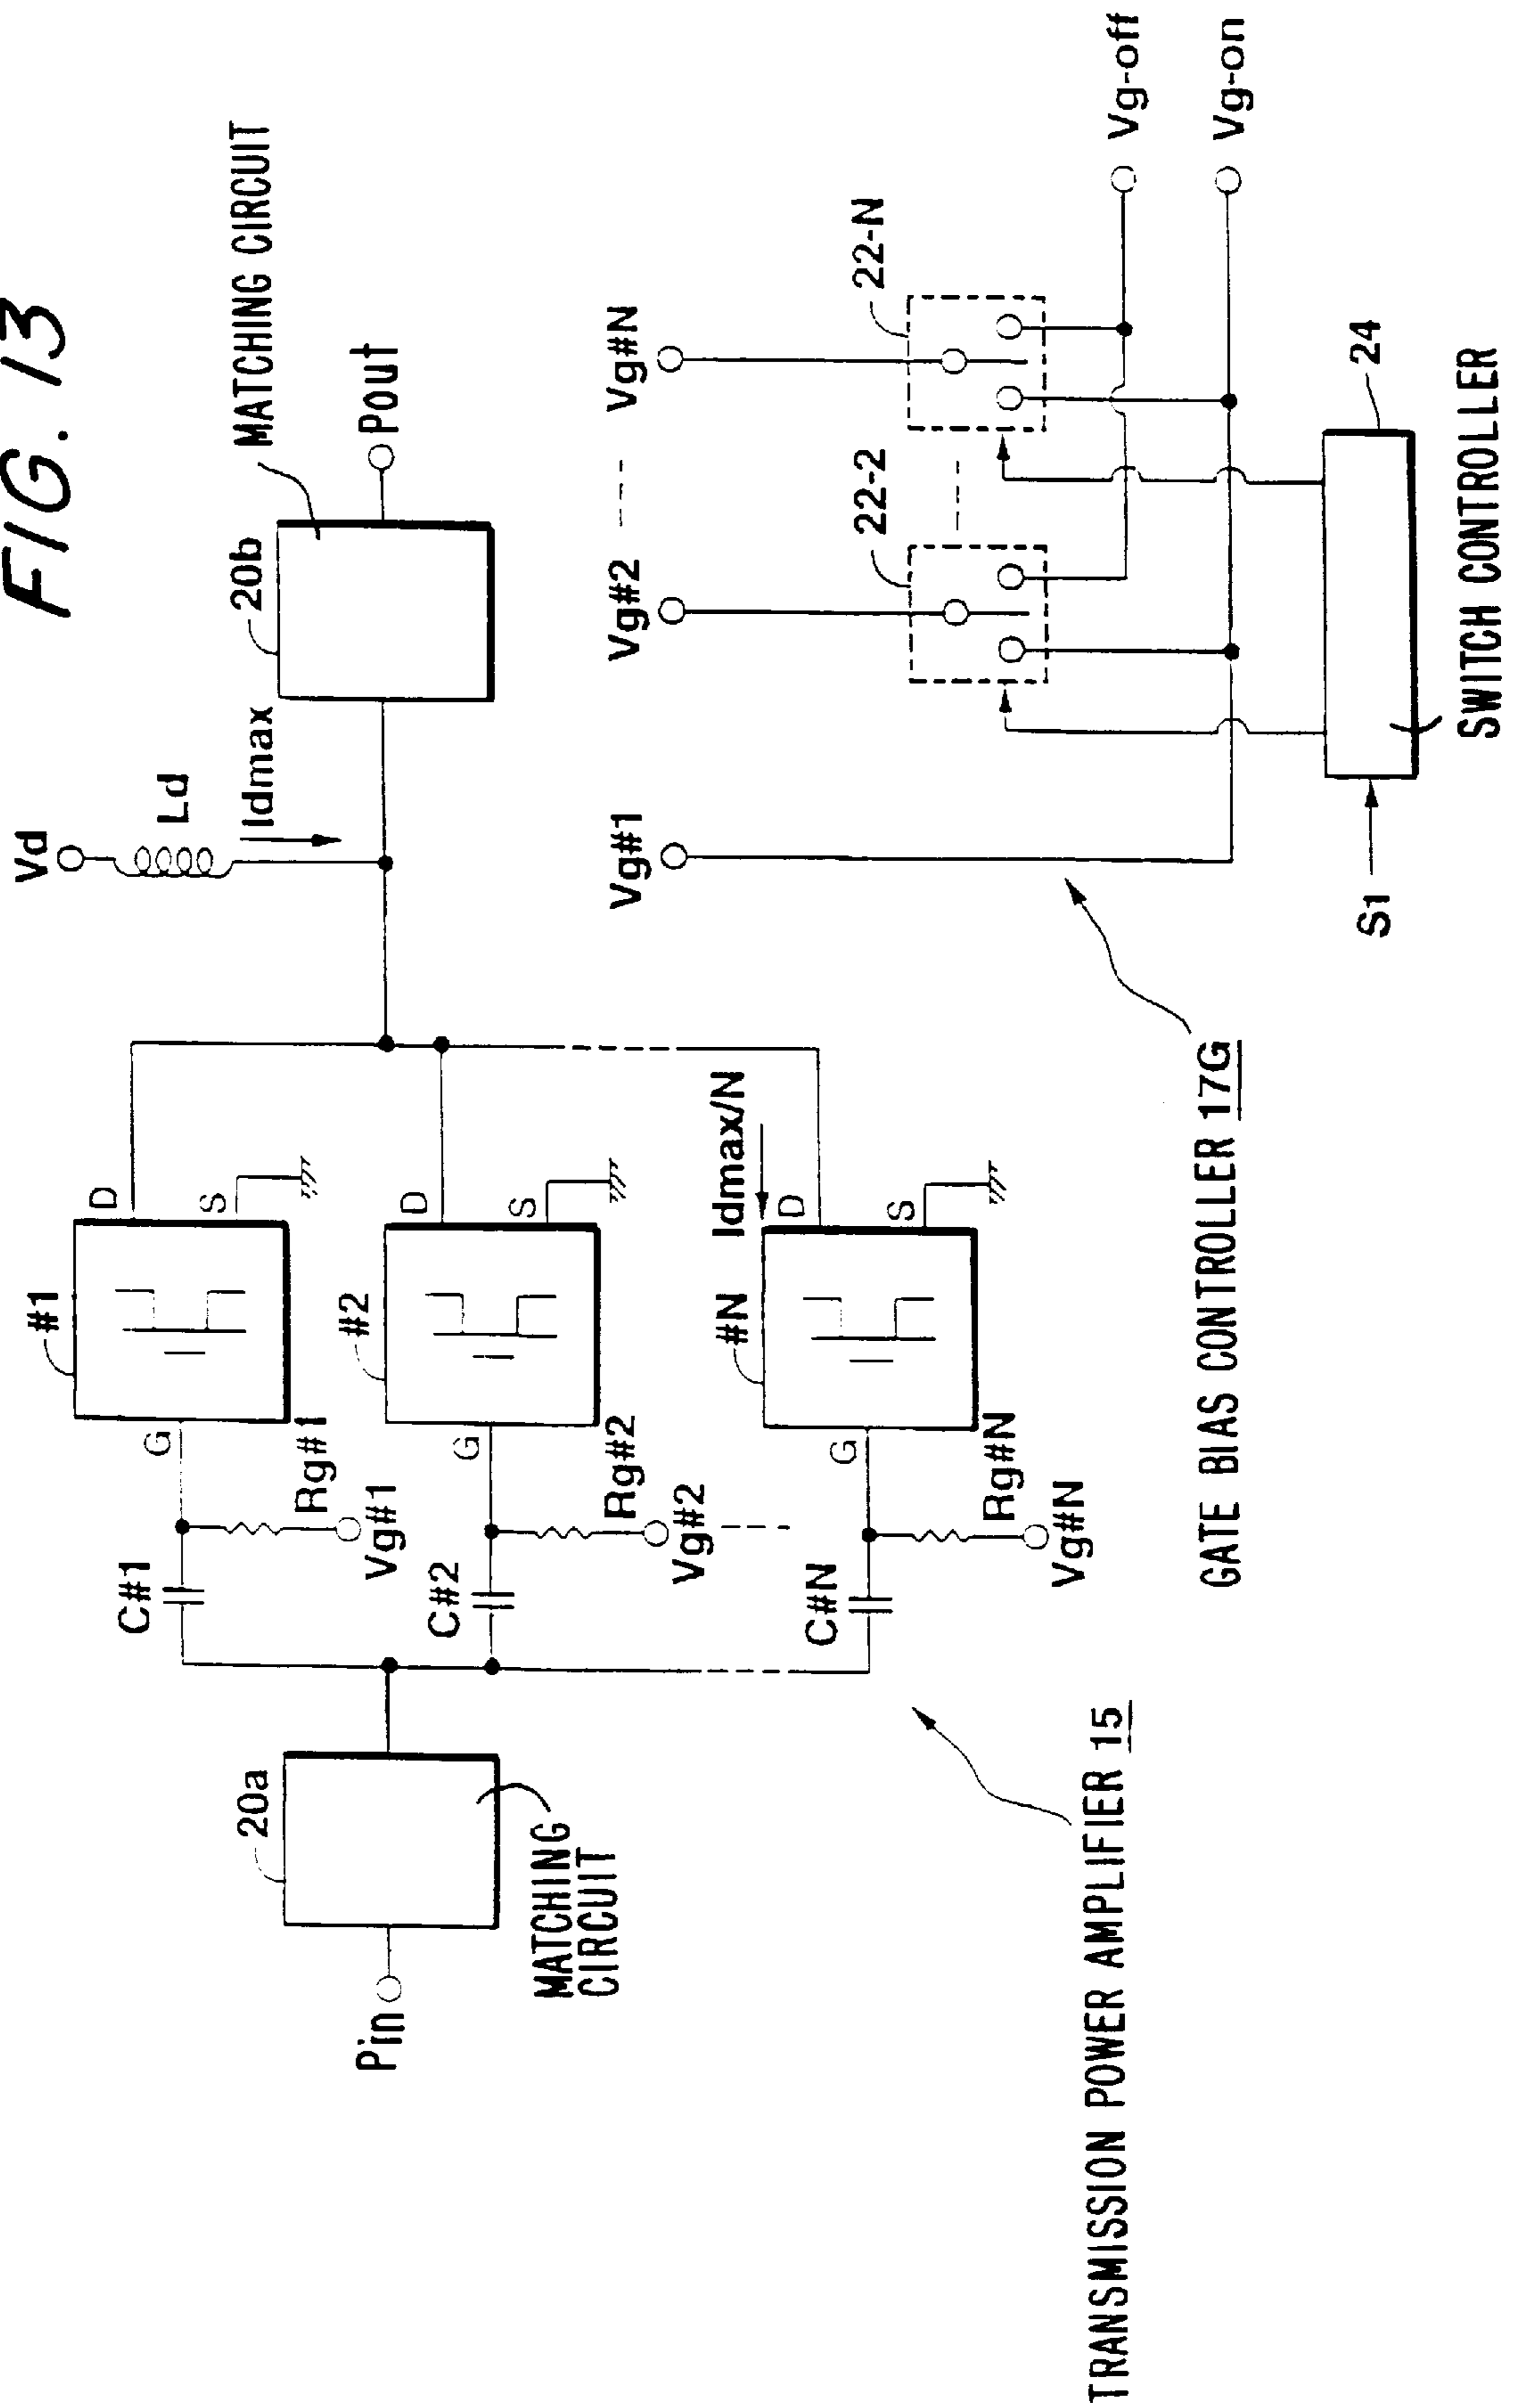 FIG. 13
Vd
Ld
Idmax
20b
MATCHING CIRCUIT
Pout
#1
D
S
G
C#1
Rg#1
Vg#1
#2
D
S
G
C#2
Rg#2
Vg#2
#N
Idmax/N
D
S
G
C#N
Rg#N
Vg#N
20a
MATCHING
CIRCUIT
Pin
TRANSMISSION POWER AMPLIFIER 15
Vg#1
Vg#2
Vg#N
22-2
22-N
Vg-off
Vg-on
S1
24
SWITCH CONTROLLER
GATE BIAS CONTROLLER 17G